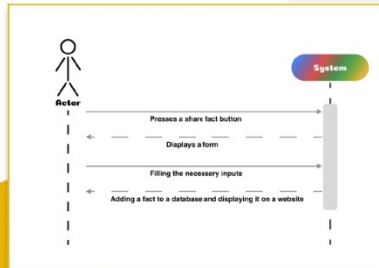 System
Actor
Presses a share fact button
Displays a form
Filling the necessary inputs
Adding a fact to a database and displaying it on a website